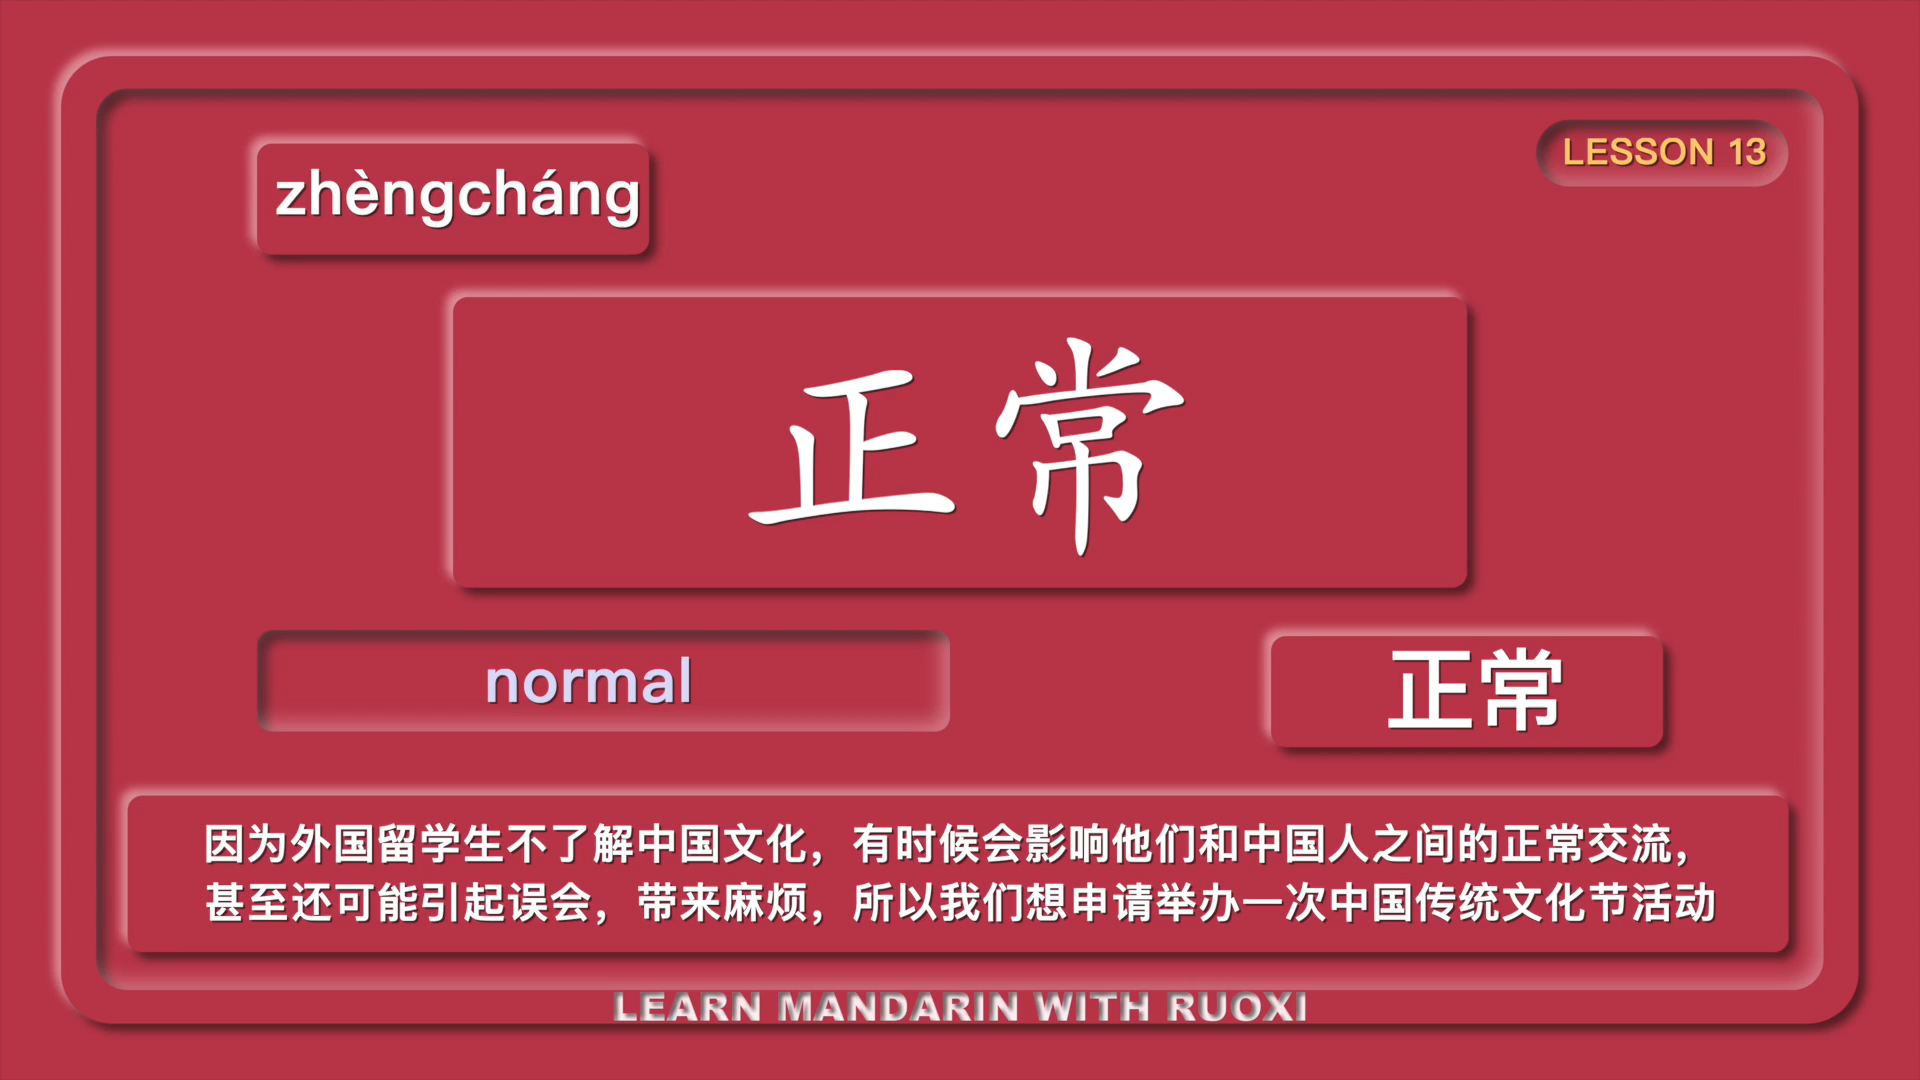 LESSON 13
zhèngcháng
正常
normal
正常
因为外国留学生不了解中国文化，有时候会影响他们和中国人之间的正常交流，
甚至还可能引起误会，带来麻烦，所以我们想申请举办一次中国传统文化节活动
LEARN MANDARIN WITH RUOXI